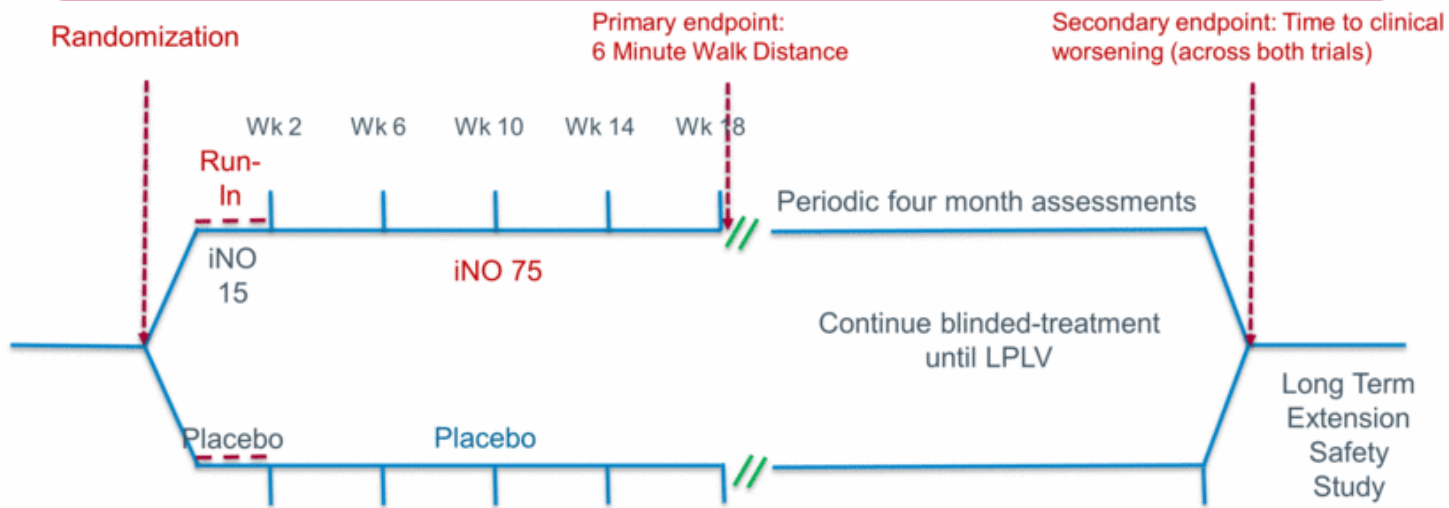 Randomization
Primary endpoint:
6 Minute Walk Distance
Secondary endpoint: Time to clinical
worsening (across both trials)
Wk 2
Wk 6
Wk 10
Wk 14
Wk 18
Run-
In
iNO
15
iNO 75
Periodic four month assessments
Continue blinded-treatment
until LPLV
Placebo
Placebo
Long Term
Extension
Safety
Study